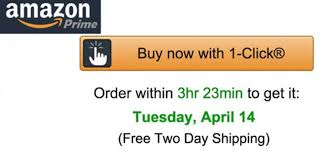 amazon
Prime
Buy now with 1-Click®
Order within 3hr 23min to get it:
Tuesday, April 14
(Free Two Day Shipping)